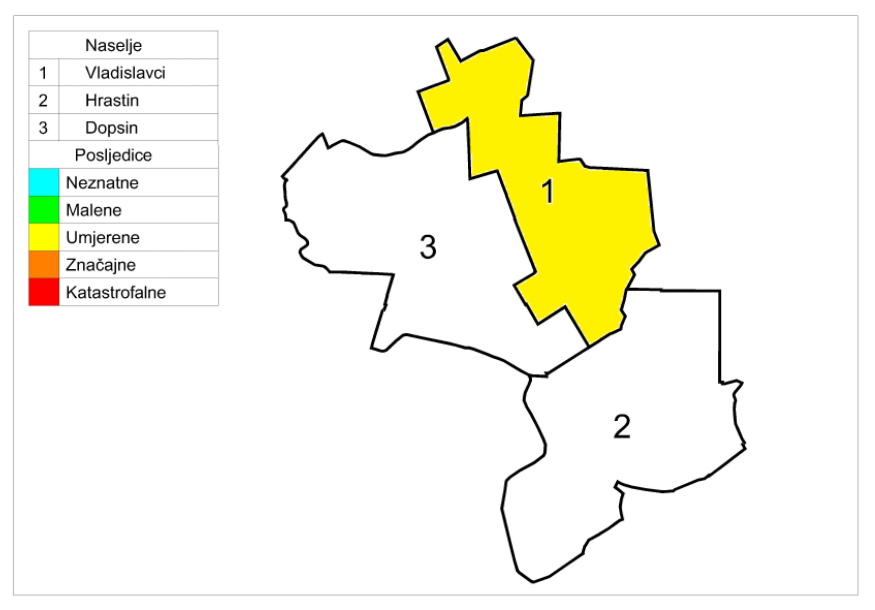 Naselje
1 Vladislavci
2 Hrastin
3 Dopsin
Posljedice
Neznatne
Malene
Umjerene
Značajne
Katastrofalne
1
3
2